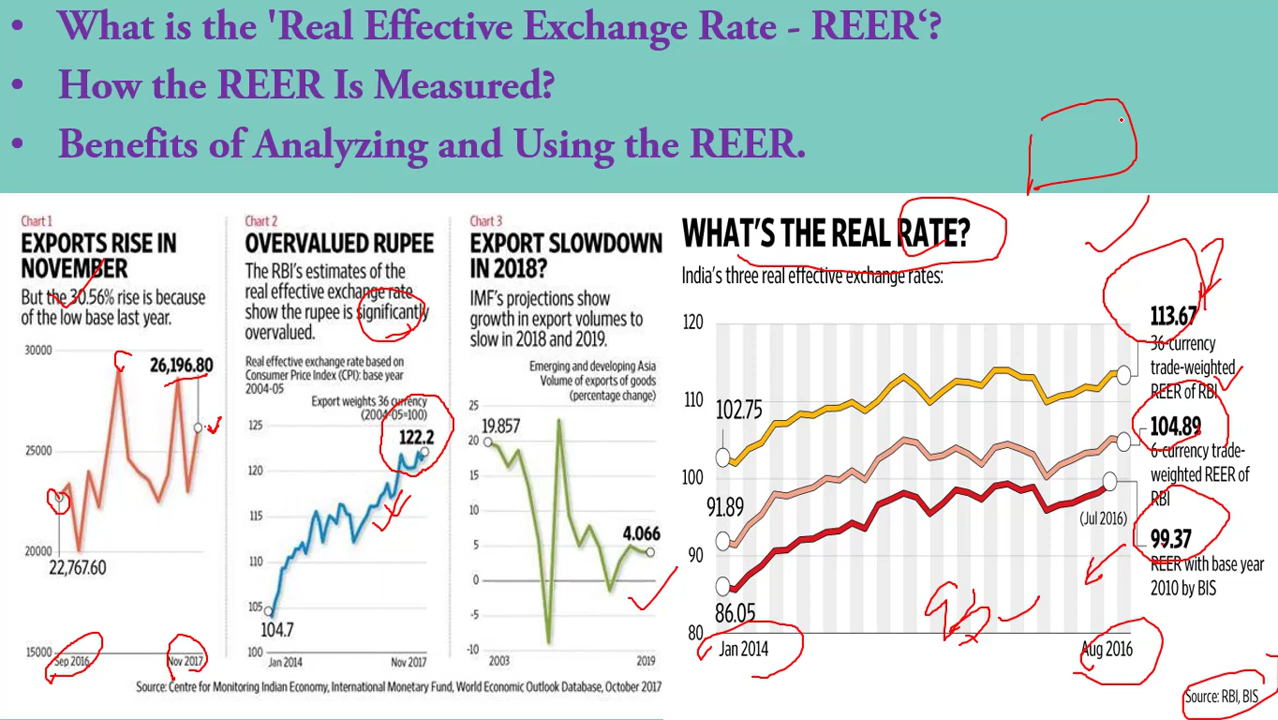 • What is the 'Real Effective Exchange Rate - REER‘?
• How the REER Is Measured?
• Benefits of Analyzing and Using the REER.
Chart 1
EXPORTS RISE IN
NOVEMBER
But the 30.56% rise is because
of the low base last year.
30000
26,196.80
25000
20000
22,767.60
15000
Sep 2016
Nov 2017
Chart 2
OVERVALUED RUPEE
The RBI's estimates of the
real effective exchange rate
show the rupee is significantly
overvalued.
Real effective exchange rate based on
Consumer Price Index (CPI): base year
2004-05
Export weights 36 currency
(2004-05=100)
125
122.2
120
115
110
105
104.7
100
Jan 2014
Nov 2017
Chart 3
EXPORT SLOWDOWN
IN 2018?
IMF's projections show
growth in export volumes to
slow in 2018 and 2019.
Emerging and developing Asia
Volume of exports of goods
(percentage change)
25
19.857
20
15
10
4.066
5
0
-5
-10
2003
2019
Source: Centre for Monitoring Indian Economy, International Monetary Fund, World Economic Outlook Database, October 2017
WHAT'S THE REAL RATE?
India's three real effective exchange rates:
120
113.67
36-currency
trade-weighted
REER of RBI
110
102.75
104.89
6-currency trade-
weighted REER of
RBI
100
91.89
(Jul 2016)
99.37
REER with base year
2010 by BIS
90
86.05
80
Jan 2014
Aug 2016
Source: RBI, BIS